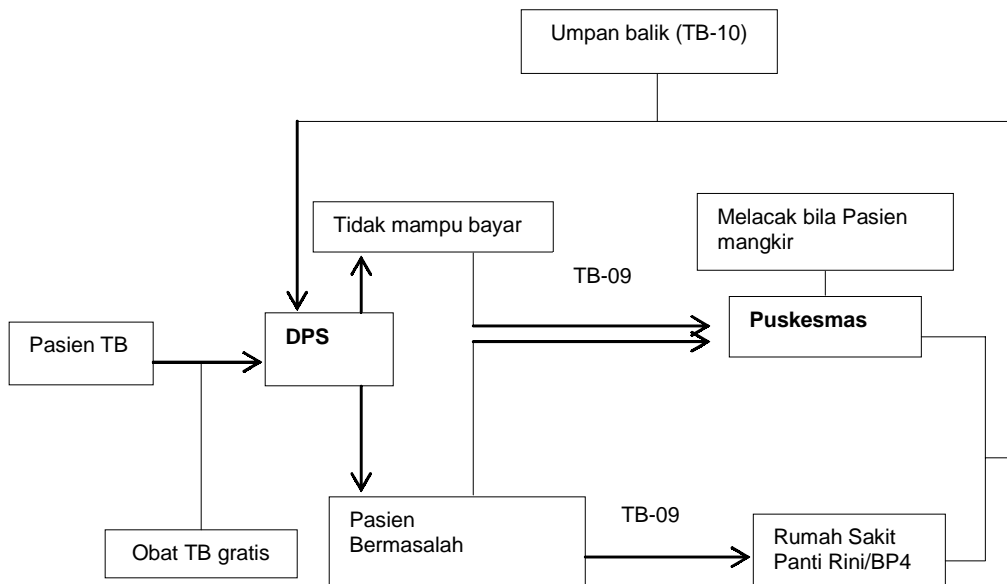 Umpan balik (TB-10)
Tidak mampu bayar
Melacak bila Pasien
mangkir
TB-09
Pasien TB
DPS
Puskesmas
Obat TB gratis
Pasien
Bermasalah
TB-09
Rumah Sakit
Panti Rini/BP4